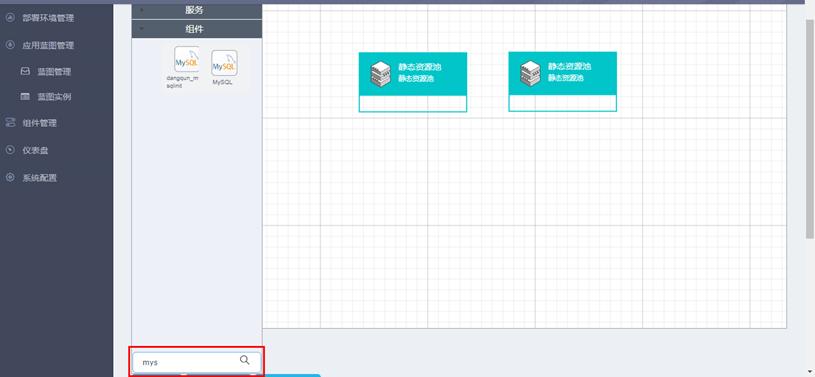 部署环境管理
应用蓝图管理
蓝图管理
蓝图实例
组件管理
仪表盘
系统配置
服务
组件
MySQL
MySQL
dangqun_m
sqlinit
MySQL
静态资源池
静态资源池
静态资源池
静态资源池
mys